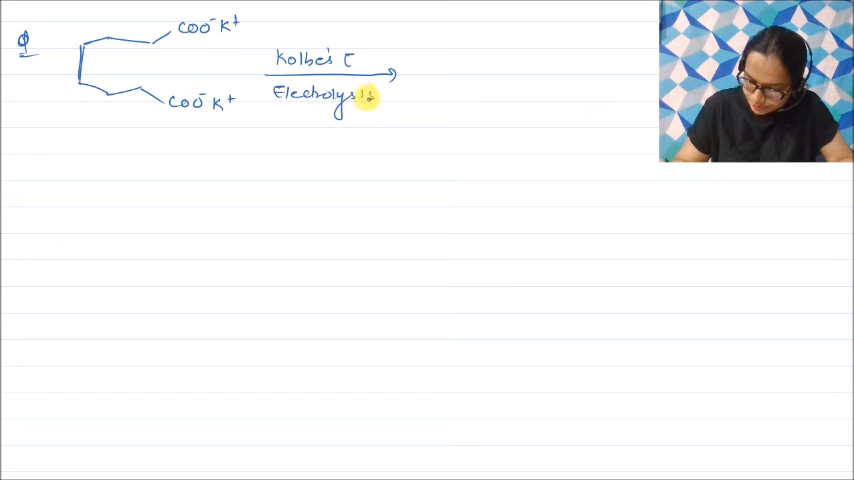 Q
COO⁻K⁺
Kolbe's E
COO⁻K⁺
Electrolysis